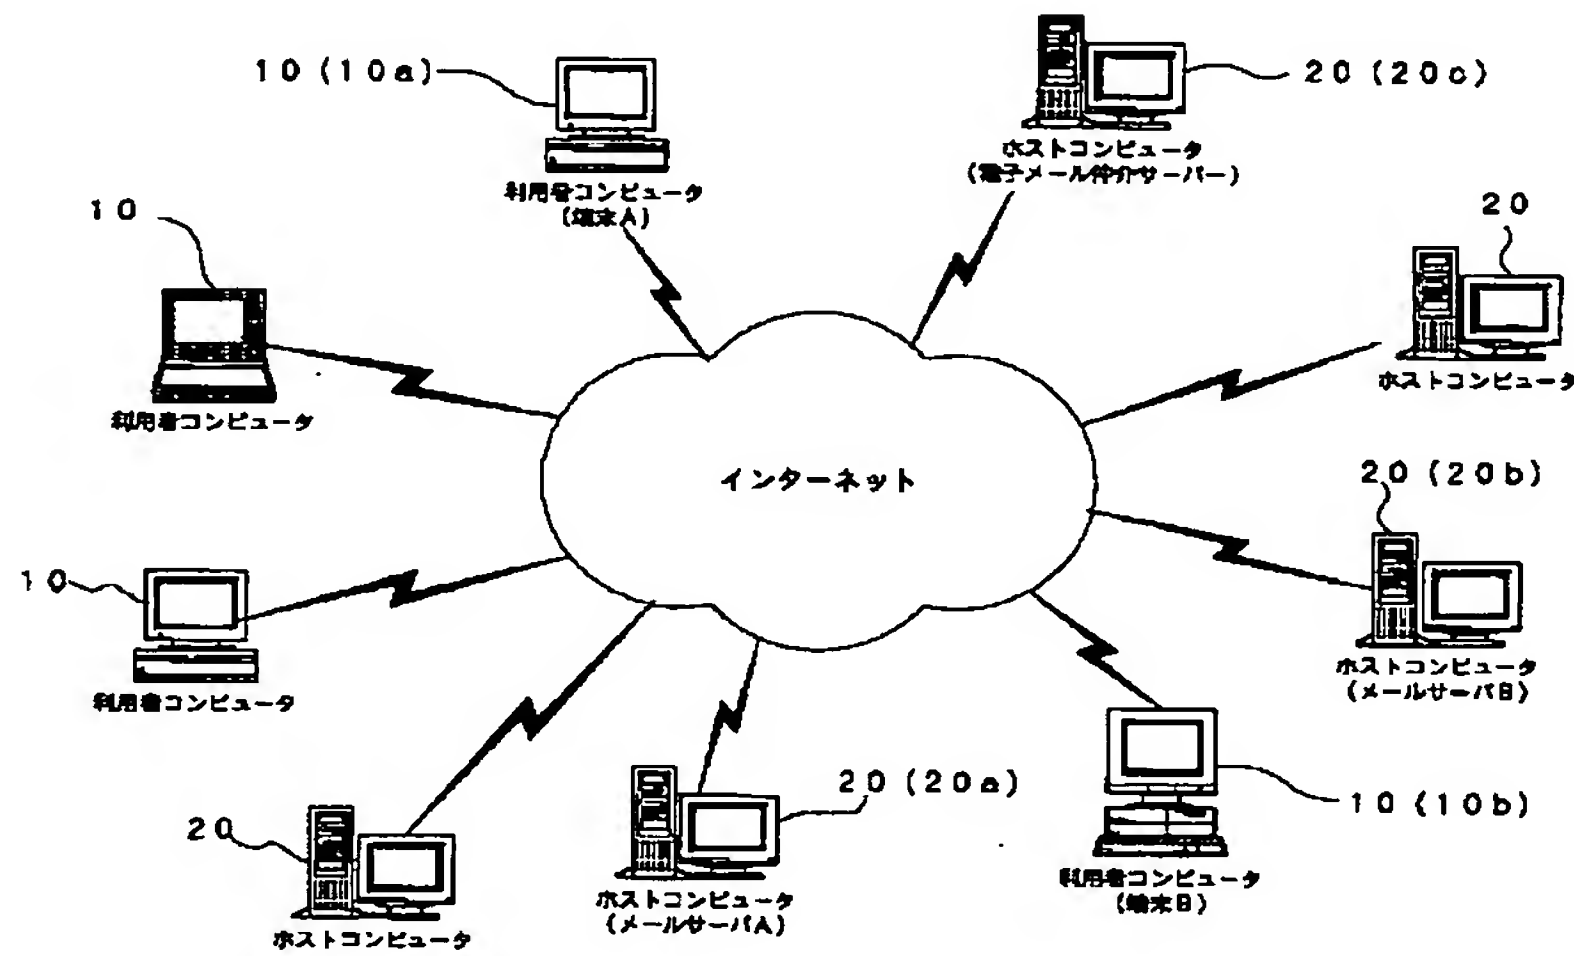 10(10a)
20(20c)
ホストコンピュータ
(電子メール仲介サーバー)
利用者コンピュータ
(端末A)
10
20
利用者コンピュータ
ホストコンピュータ
インターネット
20(20b)
10
ホストコンピュータ
(メールサーバB)
利用者コンピュータ
20(20a)
10(10b)
20
利用者コンピュータ
(端末B)
ホストコンピュータ
(メールサーバA)
ホストコンピュータ